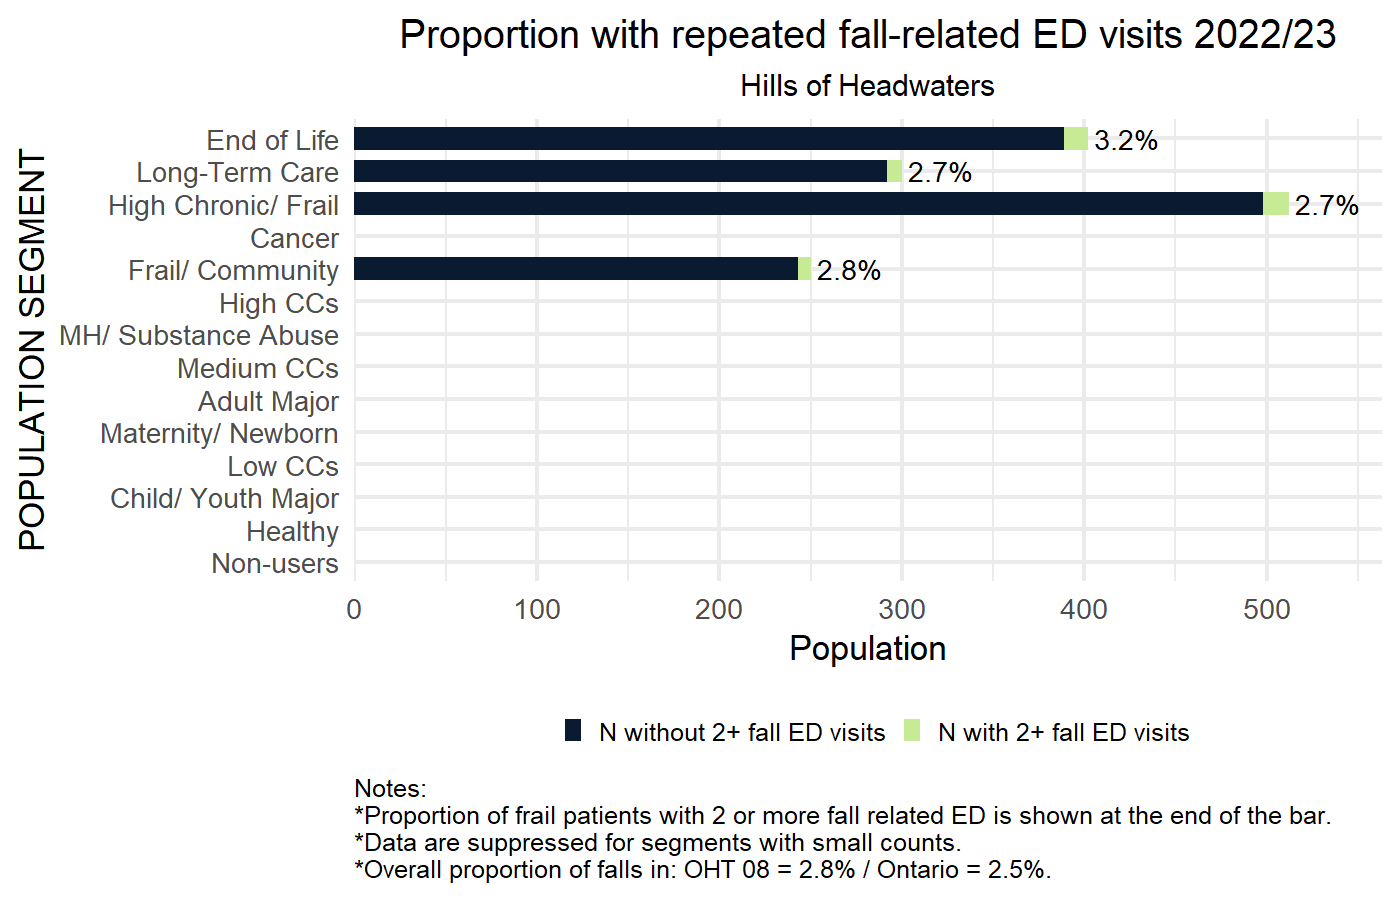 Proportion with repeated fall-related ED visits 2022/23
Hills of Headwaters
POPULATION SEGMENT
End of Life
3.2%
Long-Term Care
2.7%
High Chronic/ Frail
2.7%
Cancer
Frail/ Community
2.8%
High CCs
MH/ Substance Abuse
Medium CCs
Adult Major
Maternity/ Newborn
Low CCs
Child/ Youth Major
Healthy
Non-users
0 100 200 300 400 500
Population
N without 2+ fall ED visits N with 2+ fall ED visits
Notes:
*Proportion of frail patients with 2 or more fall related ED is shown at the end of the bar.
*Data are suppressed for segments with small counts.
*Overall proportion of falls in: OHT 08 = 2.8% / Ontario = 2.5%.